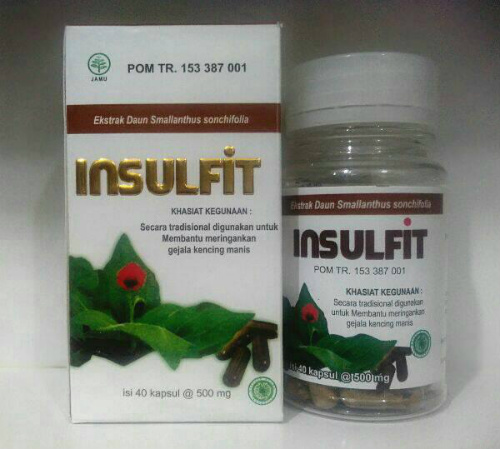 JAMU
POM TR. 153 387 001
Ekstrak Daun Smallanthus sonchifolia
INSULFiT
KHASIAT KEGUNAAN :
Secara tradisional digunakan untuk
Membantu meringankan
gejala kencing manis
isi 40 kapsul @ 500 mg
Ekstrak Daun Smallanthus sonchifolia
INSULFiT
POM TR. 153 387 001
KHASIAT KEGUNAAN :
Secara tradisional digunakan
untuk Membantu meringankan
gejala kencing manis
isi 40 kapsul @ 500 mg